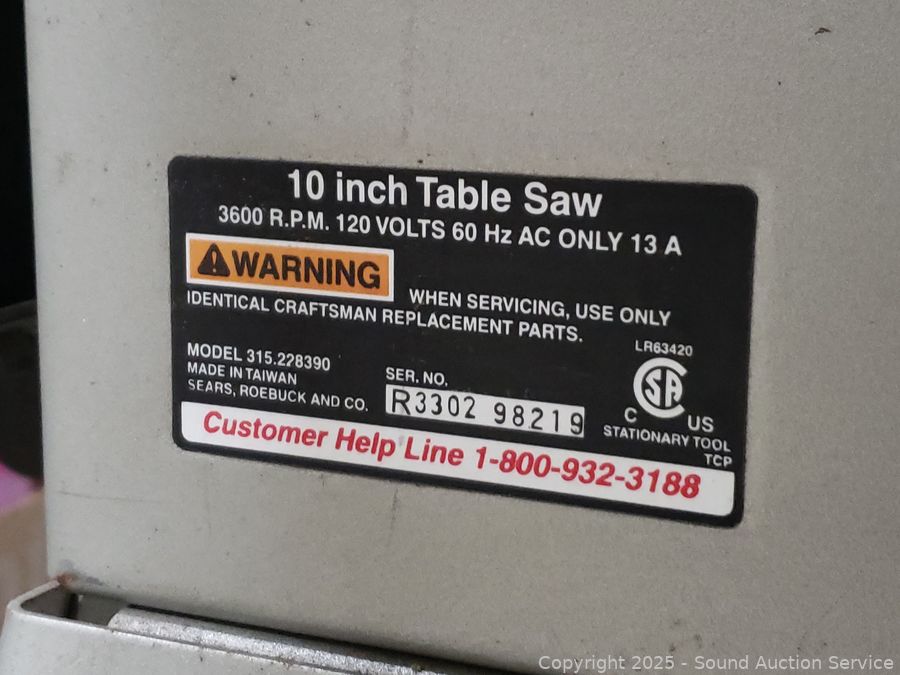 10 inch Table Saw
3600 R.P.M. 120 VOLTS 60 Hz AC ONLY 13 A
WARNING
WHEN SERVICING, USE ONLY
IDENTICAL CRAFTSMAN REPLACEMENT PARTS.
LR63420
MODEL 315.228390
MADE IN TAIWAN
SEARS, ROEBUCK AND CO.
SER. NO.
R3302 98219
SA
C US
STATIONARY TOOL
TCP
Customer Help Line 1-800-932-3188
Copyright 2025 - Sound Auction Service